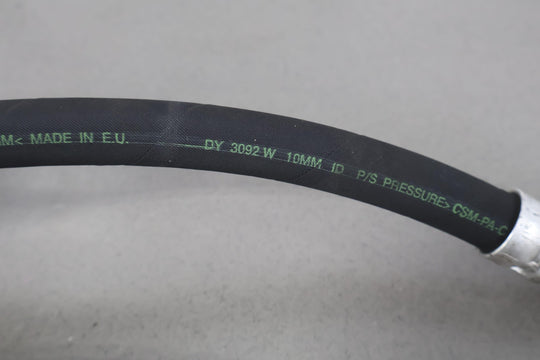 M< MADE IN E.U. DY 3092 W 10MM ID P/S PRESSURE> CSM-PA-C